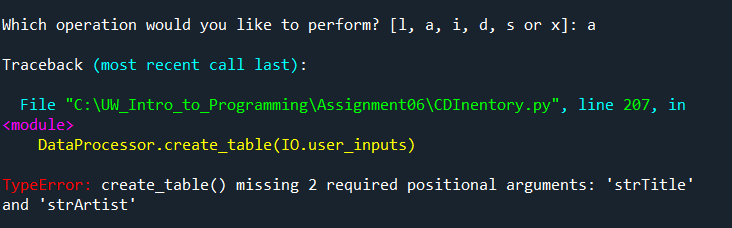 Which operation would you like to perform? [l, a, i, d, s or x]: a
Traceback (most recent call last):
File "C:\UW_Intro_to_Programming\Assignment06\CDInentory.py", line 207, in
<module>
DataProcessor.create_table(IO.user_inputs)
TypeError: create_table() missing 2 required positional arguments: 'strTitle'
and 'strArtist'